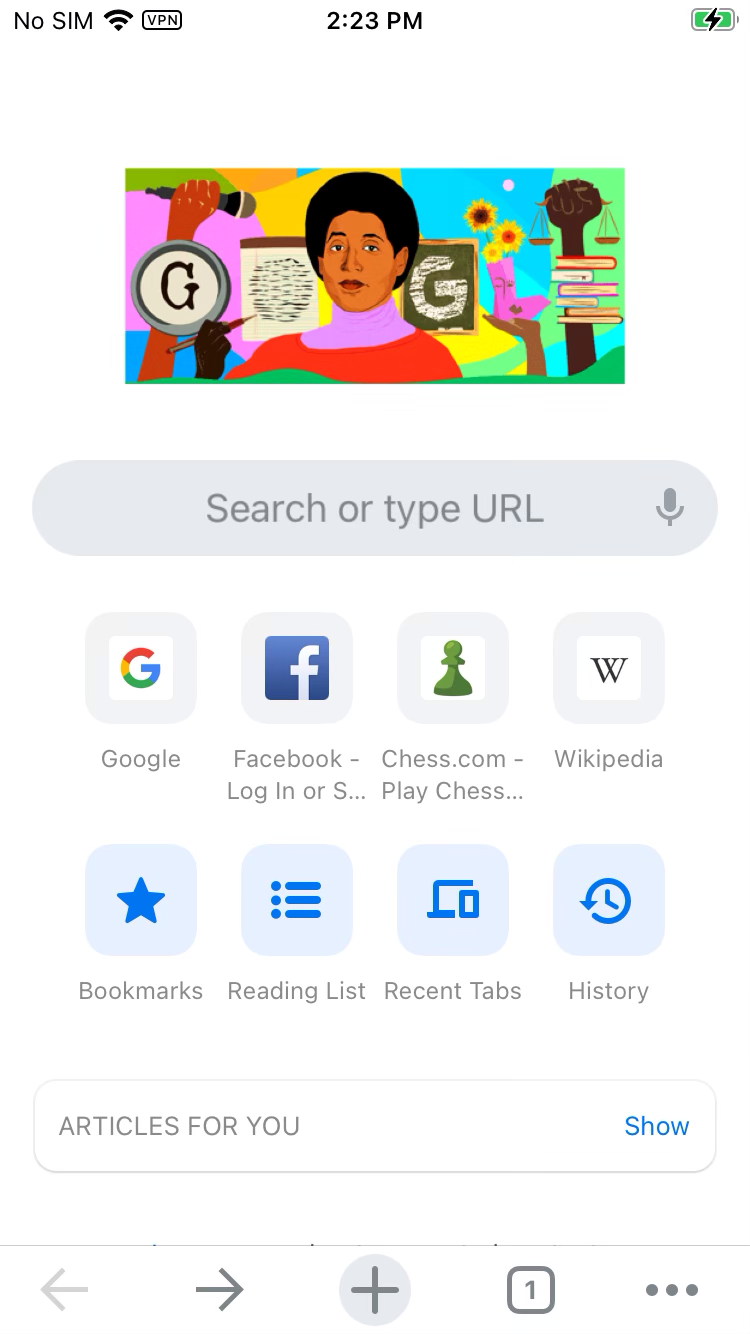 No SIM VPN 2:23 PM
G G
Search or type URL
G f W
Google Facebook - Chess.com - Wikipedia
Log In or S... Play Chess...
Bookmarks Reading List Recent Tabs History
ARTICLES FOR YOU Show
1